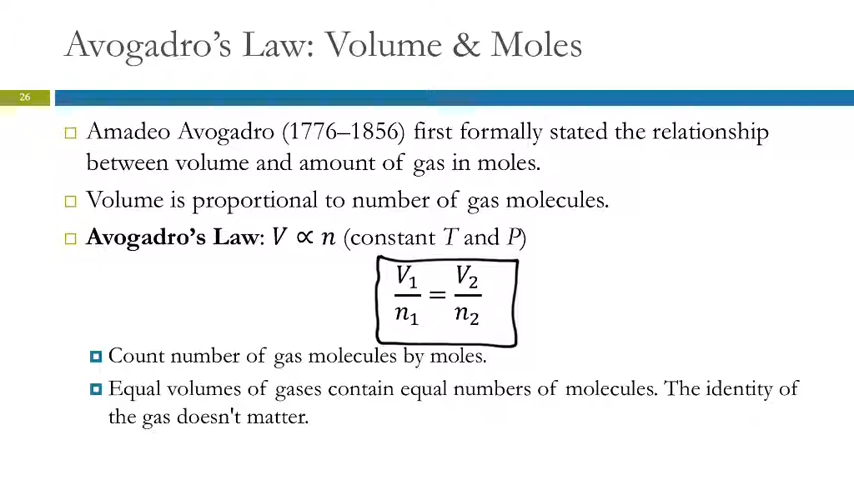 Avogadro’s Law: Volume & Moles
26
□ Amadeo Avogadro (1776–1856) first formally stated the relationship
between volume and amount of gas in moles.
□ Volume is proportional to number of gas molecules.
□ Avogadro’s Law: V ∝ n (constant T and P)
V₁/n₁ = V₂/n₂
Count number of gas molecules by moles.
Equal volumes of gases contain equal numbers of molecules. The identity of
the gas doesn't matter.